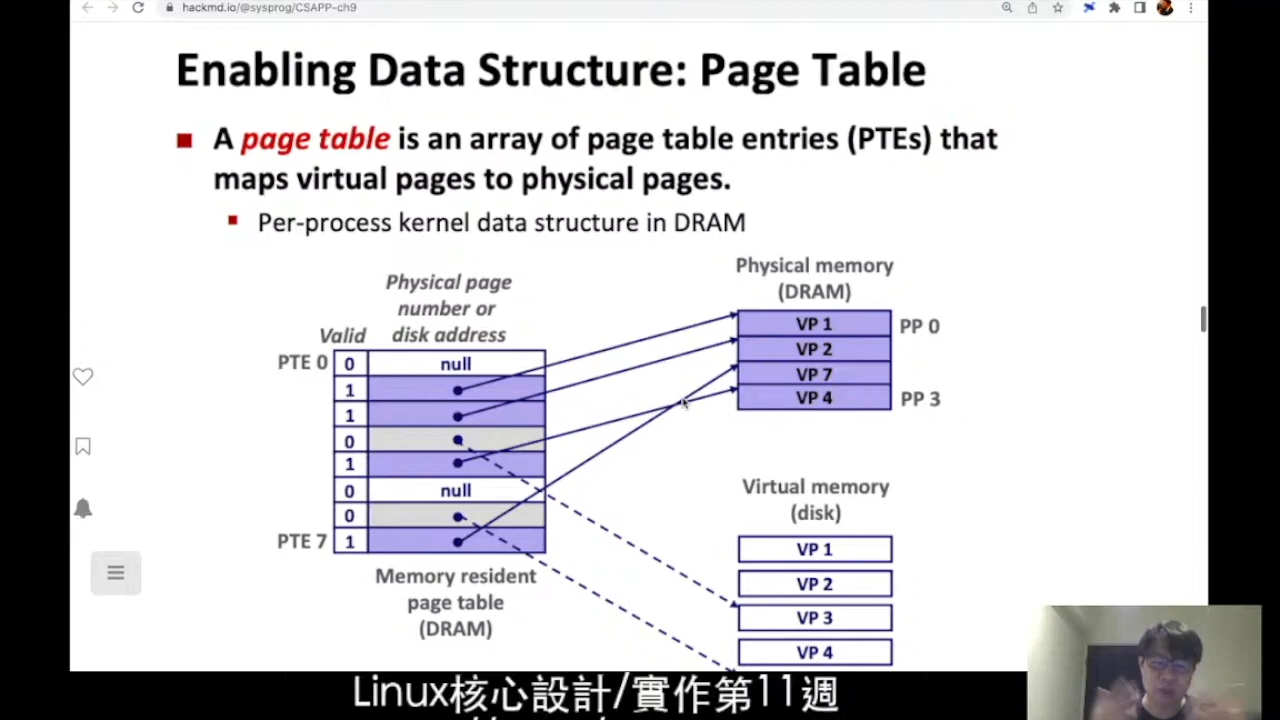 hackmd.io/@sysprog/CSAPP-ch9
Enabling Data Structure: Page Table
A page table is an array of page table entries (PTEs) that
maps virtual pages to physical pages.
Per-process kernel data structure in DRAM
Physical page
number or
disk address
Valid
PTE 0
0 null
1
1
0
1
0 null
0
PTE 7 1
Memory resident
page table
(DRAM)
Physical memory
(DRAM)
VP 1 PP 0
VP 2
VP 7
VP 4 PP 3
Virtual memory
(disk)
VP 1
VP 2
VP 3
VP 4
Linux核心設計/實作第11週